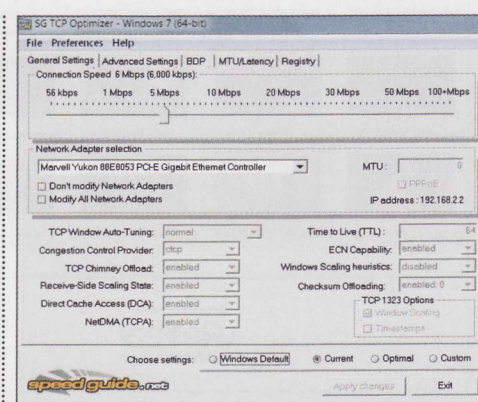 SG TCP Optimizer - Windows 7 (64-bit)
File Preferences Help
General Settings Advanced Settings BDP MTU/Latency Registry
Connection Speed 6 Mbps (6,000 kbps):
56 kbps 1 Mbps 5 Mbps 10 Mbps 20 Mbps 30 Mbps 50 Mbps 100+Mbps
Network Adapter selection
Marvell Yukon 88E8053 PCI-E Gigabit Ethernet Controller
MTU: 0
Don't modify Network Adapters
PPPoE
Modify All Network Adapters
IP address : 192.168.2.2
TCP Window Auto-Tuning: normal
Time to Live (TTL) : 64
Congestion Control Provider: ctcp
ECN Capability: enabled
TCP Chimney Offload: enabled
Windows Scaling heuristics: disabled
Receive-Side Scaling State: enabled
Checksum Offloading: enabled: 0
Direct Cache Access (DCA): enabled
TCP 1323 Options
Window Scaling
NetDMA (TCPA): enabled
Timestamps
Choose settings: Windows Default Current Optimal Custom
speedguide.net
Apply changes Exit